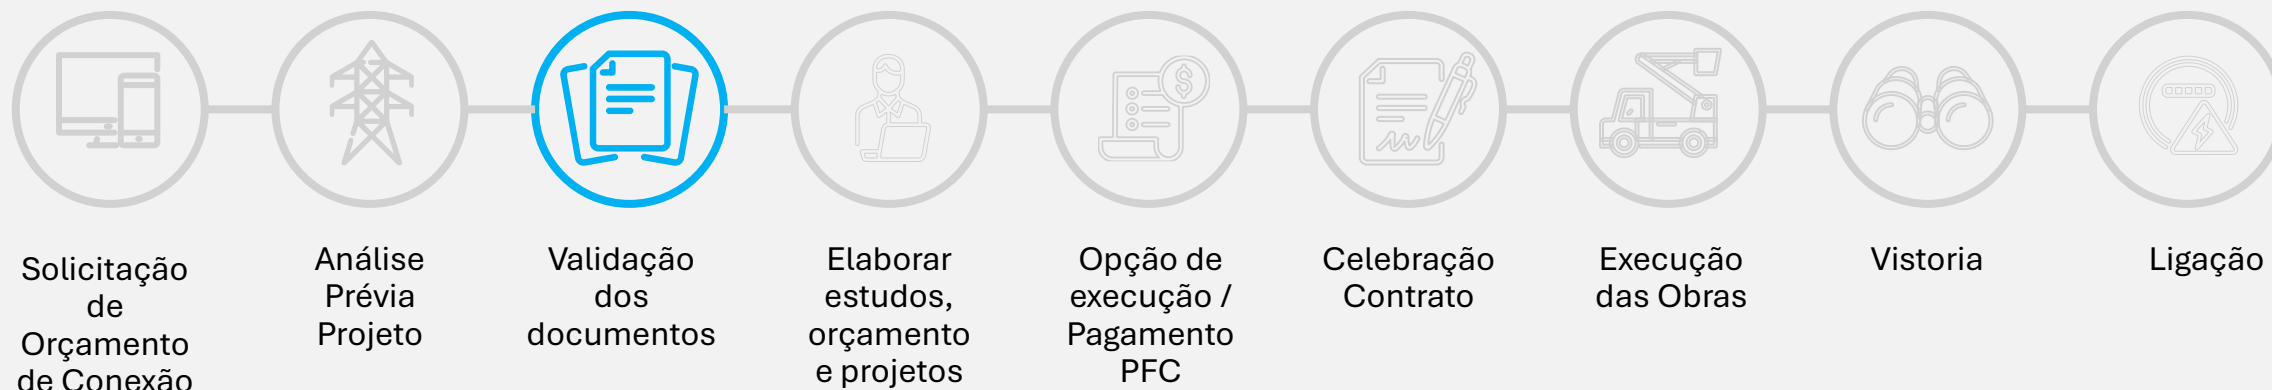 Solicitação
de
Orçamento
de Conexão
Análise
Prévia
Projeto
Validação
dos
documentos
Elaborar
estudos,
orçamento
e projetos
Opção de
execução /
Pagamento
PFC
Celebração
Contrato
Execução
das Obras
Vistoria
Ligação